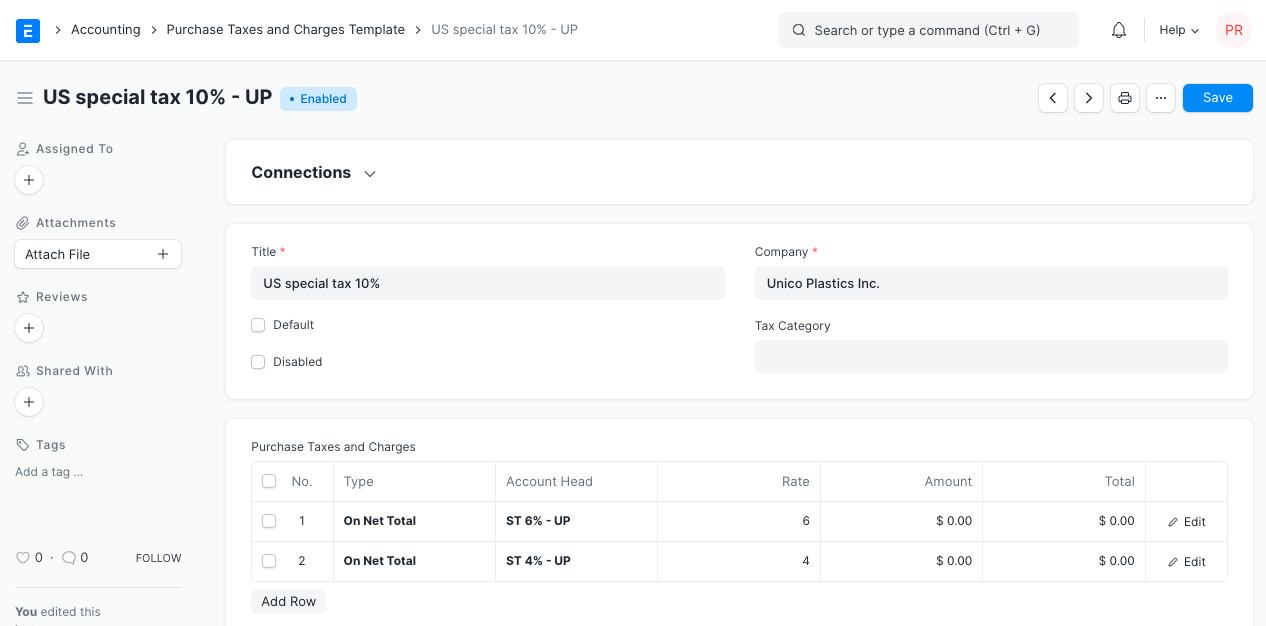 E > Accounting > Purchase Taxes and Charges Template > US special tax 10% - UP
Search or type a command (Ctrl + G)
Help
PR
US special tax 10% - UP
• Enabled
...
Save
Assigned To
+
Attachments
Attach File +
Reviews
+
Shared With
+
Tags
Add a tag ...
0 · 0 FOLLOW
You edited this
Connections
Title *
US special tax 10%
Default
Disabled
Company *
Unico Plastics Inc.
Tax Category
Purchase Taxes and Charges
No. Type Account Head Rate Amount Total
1 On Net Total ST 6% - UP 6 $ 0.00 $ 0.00 Edit
2 On Net Total ST 4% - UP 4 $ 0.00 $ 0.00 Edit
Add Row